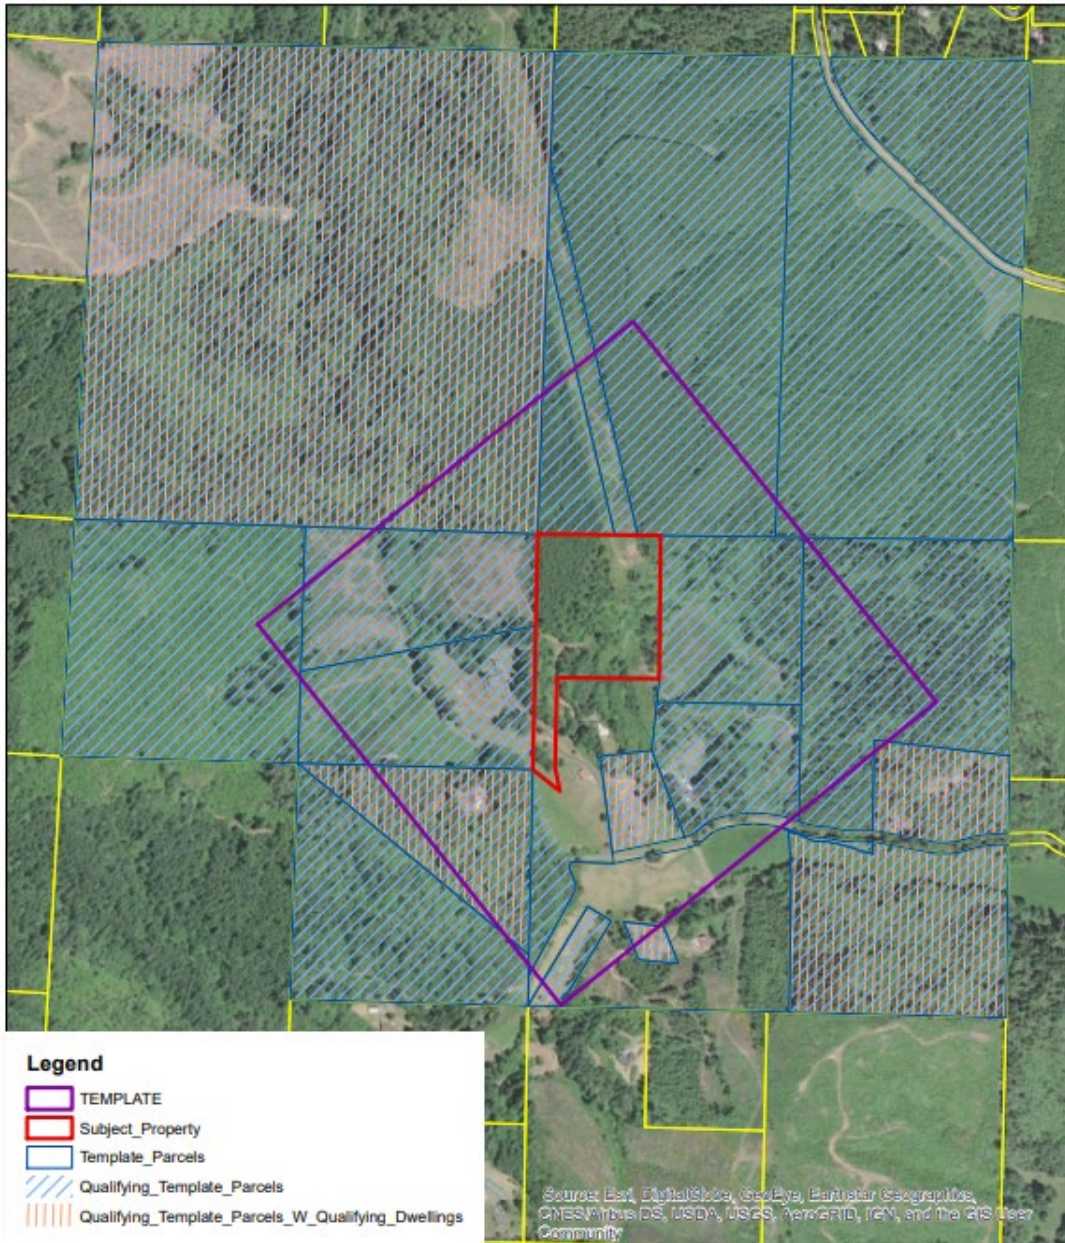 Legend
TEMPLATE
Subject_Property
Template_Parcels
Qualifying_Template_Parcels
Qualifying_Template_Parcels_W_Qualifying_Dwellings
Source: Esri, DigitalGlobe, GeoEye, Earthstar Geographics,
CNES/Airbus DS, USDA, USGS, AeroGRID, IGN, and the GIS User
Community